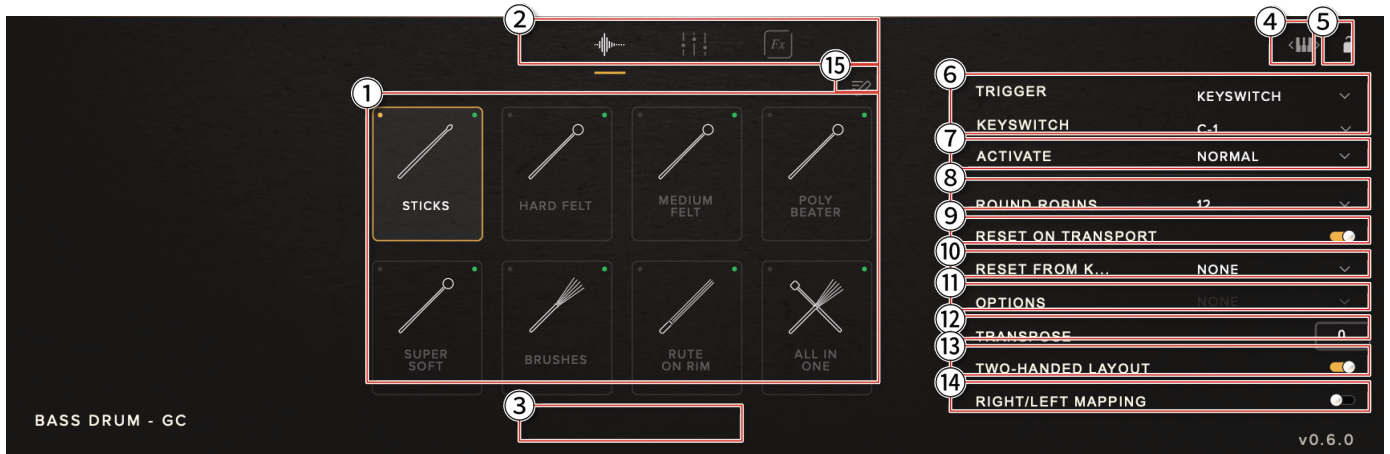 2
4
5
Fx
15
6
1
TRIGGER KEYSWITCH
KEYSWITCH C-1
7
ACTIVATE NORMAL
8
ROUND ROBINS 12
9
RESET ON TRANSPORT
10
RESET FROM K... NONE
11
OPTIONS NONE
12
TRANSPOSE 0
13
TWO-HANDED LAYOUT
14
RIGHT/LEFT MAPPING
STICKS
HARD FELT
MEDIUM
FELT
POLY
BEATER
SUPER
SOFT
BRUSHES
RUTE
ON RIM
ALL IN
ONE
3
BASS DRUM - GC
v0.6.0